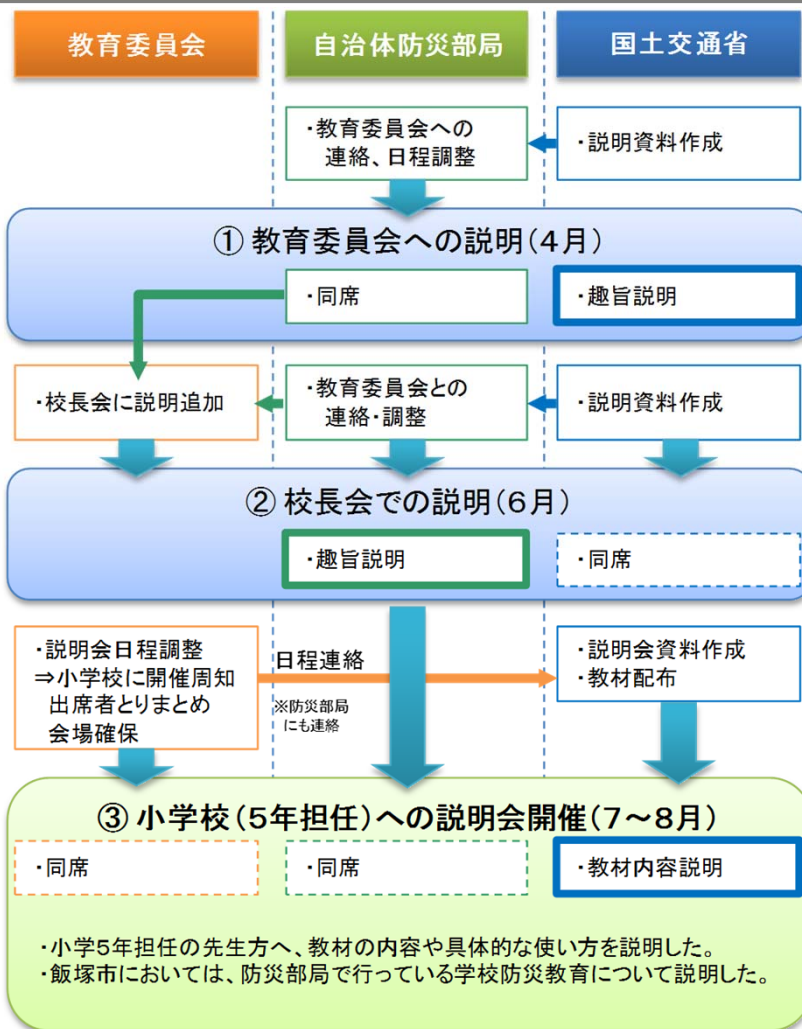 教育委員会
自治体防災部局
国土交通省
・教育委員会への
連絡、日程調整
・説明資料作成
① 教育委員会への説明(4月)
・同席
・趣旨説明
・校長会に説明追加
・教育委員会との
連絡・調整
・説明資料作成
② 校長会での説明(6月)
・趣旨説明
・同席
・説明会日程調整
⇒小学校に開催周知
出席者とりまとめ
会場確保
日程連絡
※防災部局
にも連絡
・説明会資料作成
・教材配布
③ 小学校(5年担任)への説明会開催(7～8月)
・同席
・同席
・教材内容説明
・小学5年担任の先生方へ、教材の内容や具体的な使い方を説明した。
・飯塚市においては、防災部局で行っている学校防災教育について説明した。